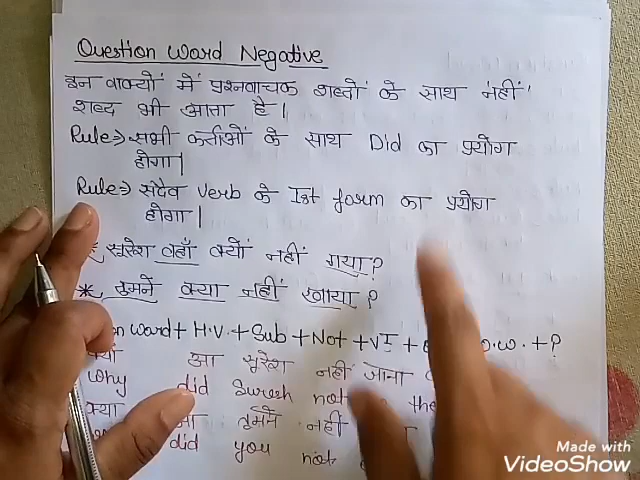 Question Word Negative
इन वाक्यों में प्रश्नवाचक शब्दों के साथ 'नहीं'
शब्द भी आता है।
Rule⇒ सभी कर्त्ताओं के साथ Did का प्रयोग
होगा।
Rule⇒ सदैव Verb के Ist form का प्रयोग
होगा।
सुरेश वहाँ क्यों नहीं गया?
* तुमने क्या नहीं खाया?
word + H.V. + Sub + Not + VI + O.W. + ?
क्यों सुरेश नहीं जाना
why did Suresh not
क्या तुमने नहीं
did you not
Made with
VideoShow